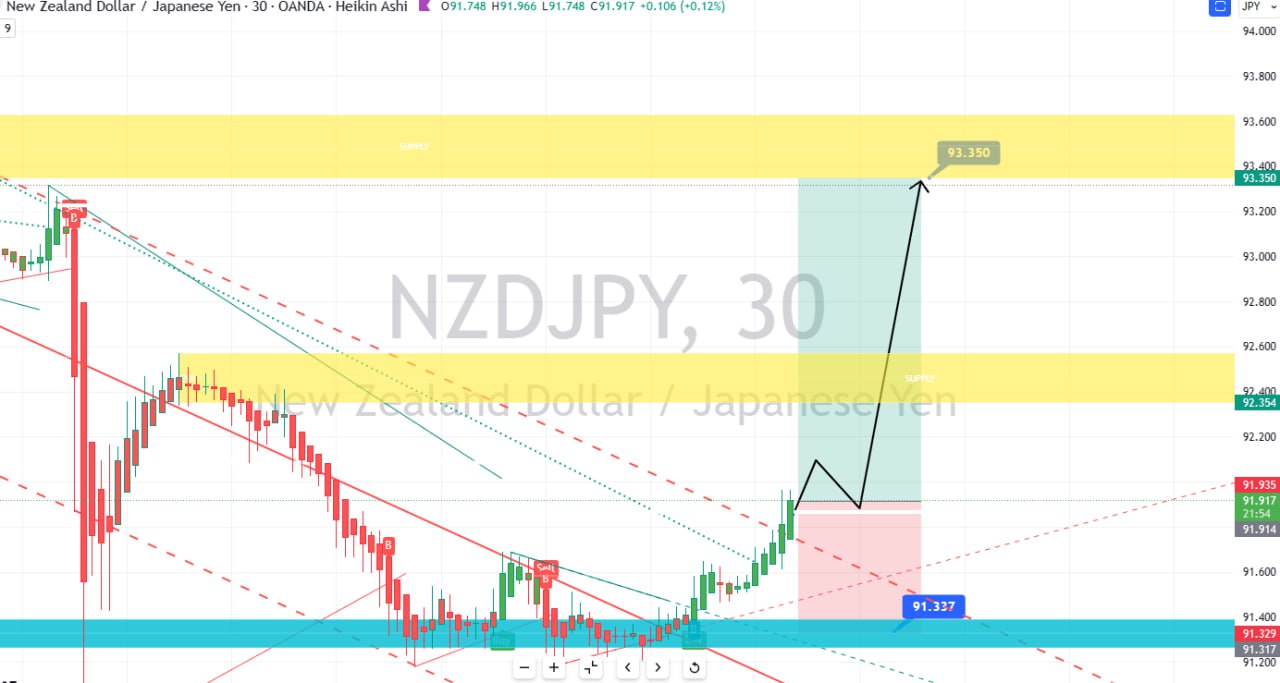 New Zealand Dollar / Japanese Yen · 30 · OANDA · Heikin Ashi O91.748 H91.966 L91.748 C91.917 +0.106 (+0.12%)
JPY
9
94.000
93.800
93.600
SUPPLY
93.400
93.350
93.350
93.200
B
93.000
92.800
NZDJPY, 30
92.600
SUPPLY
92.400
New Zealand Dollar / Japanese Yen
92.354
92.200
91.935
91.917
21:54
91.914
B
91.600
Sell
B
91.337
91.400
91.329
91.317
91.200